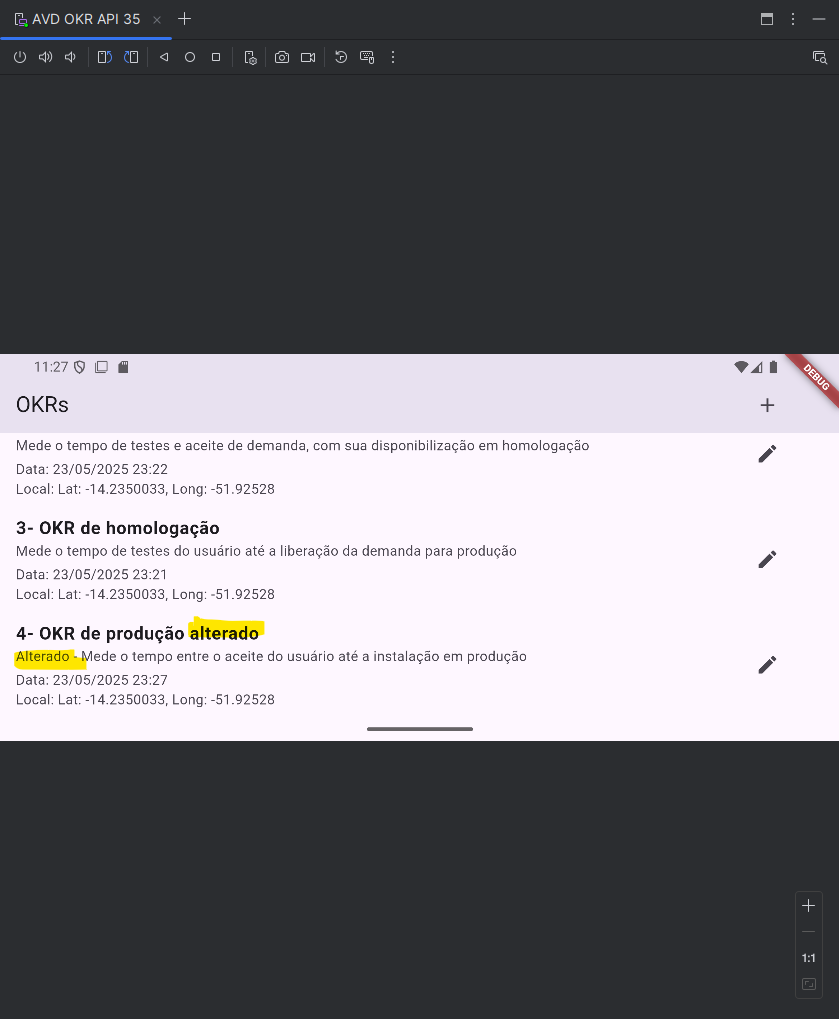 AVD OKR API 35
11:27
DEBUG
OKRs
Mede o tempo de testes e aceite de demanda, com sua disponibilização em homologação
Data: 23/05/2025 23:22
Local: Lat: -14.2350033, Long: -51.92528
3- OKR de homologação
Mede o tempo de testes do usuário até a liberação da demanda para produção
Data: 23/05/2025 23:21
Local: Lat: -14.2350033, Long: -51.92528
4- OKR de produção alterado
Alterado - Mede o tempo entre o aceite do usuário até a instalação em produção
Data: 23/05/2025 23:27
Local: Lat: -14.2350033, Long: -51.92528
1:1